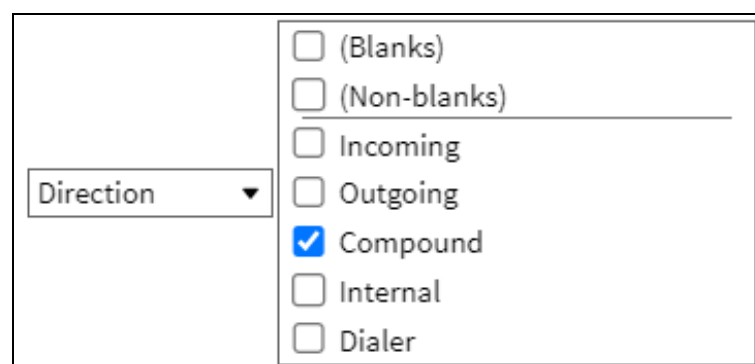 (Blanks)
(Non-blanks)
Incoming
Direction
Outgoing
Compound
Internal
Dialer